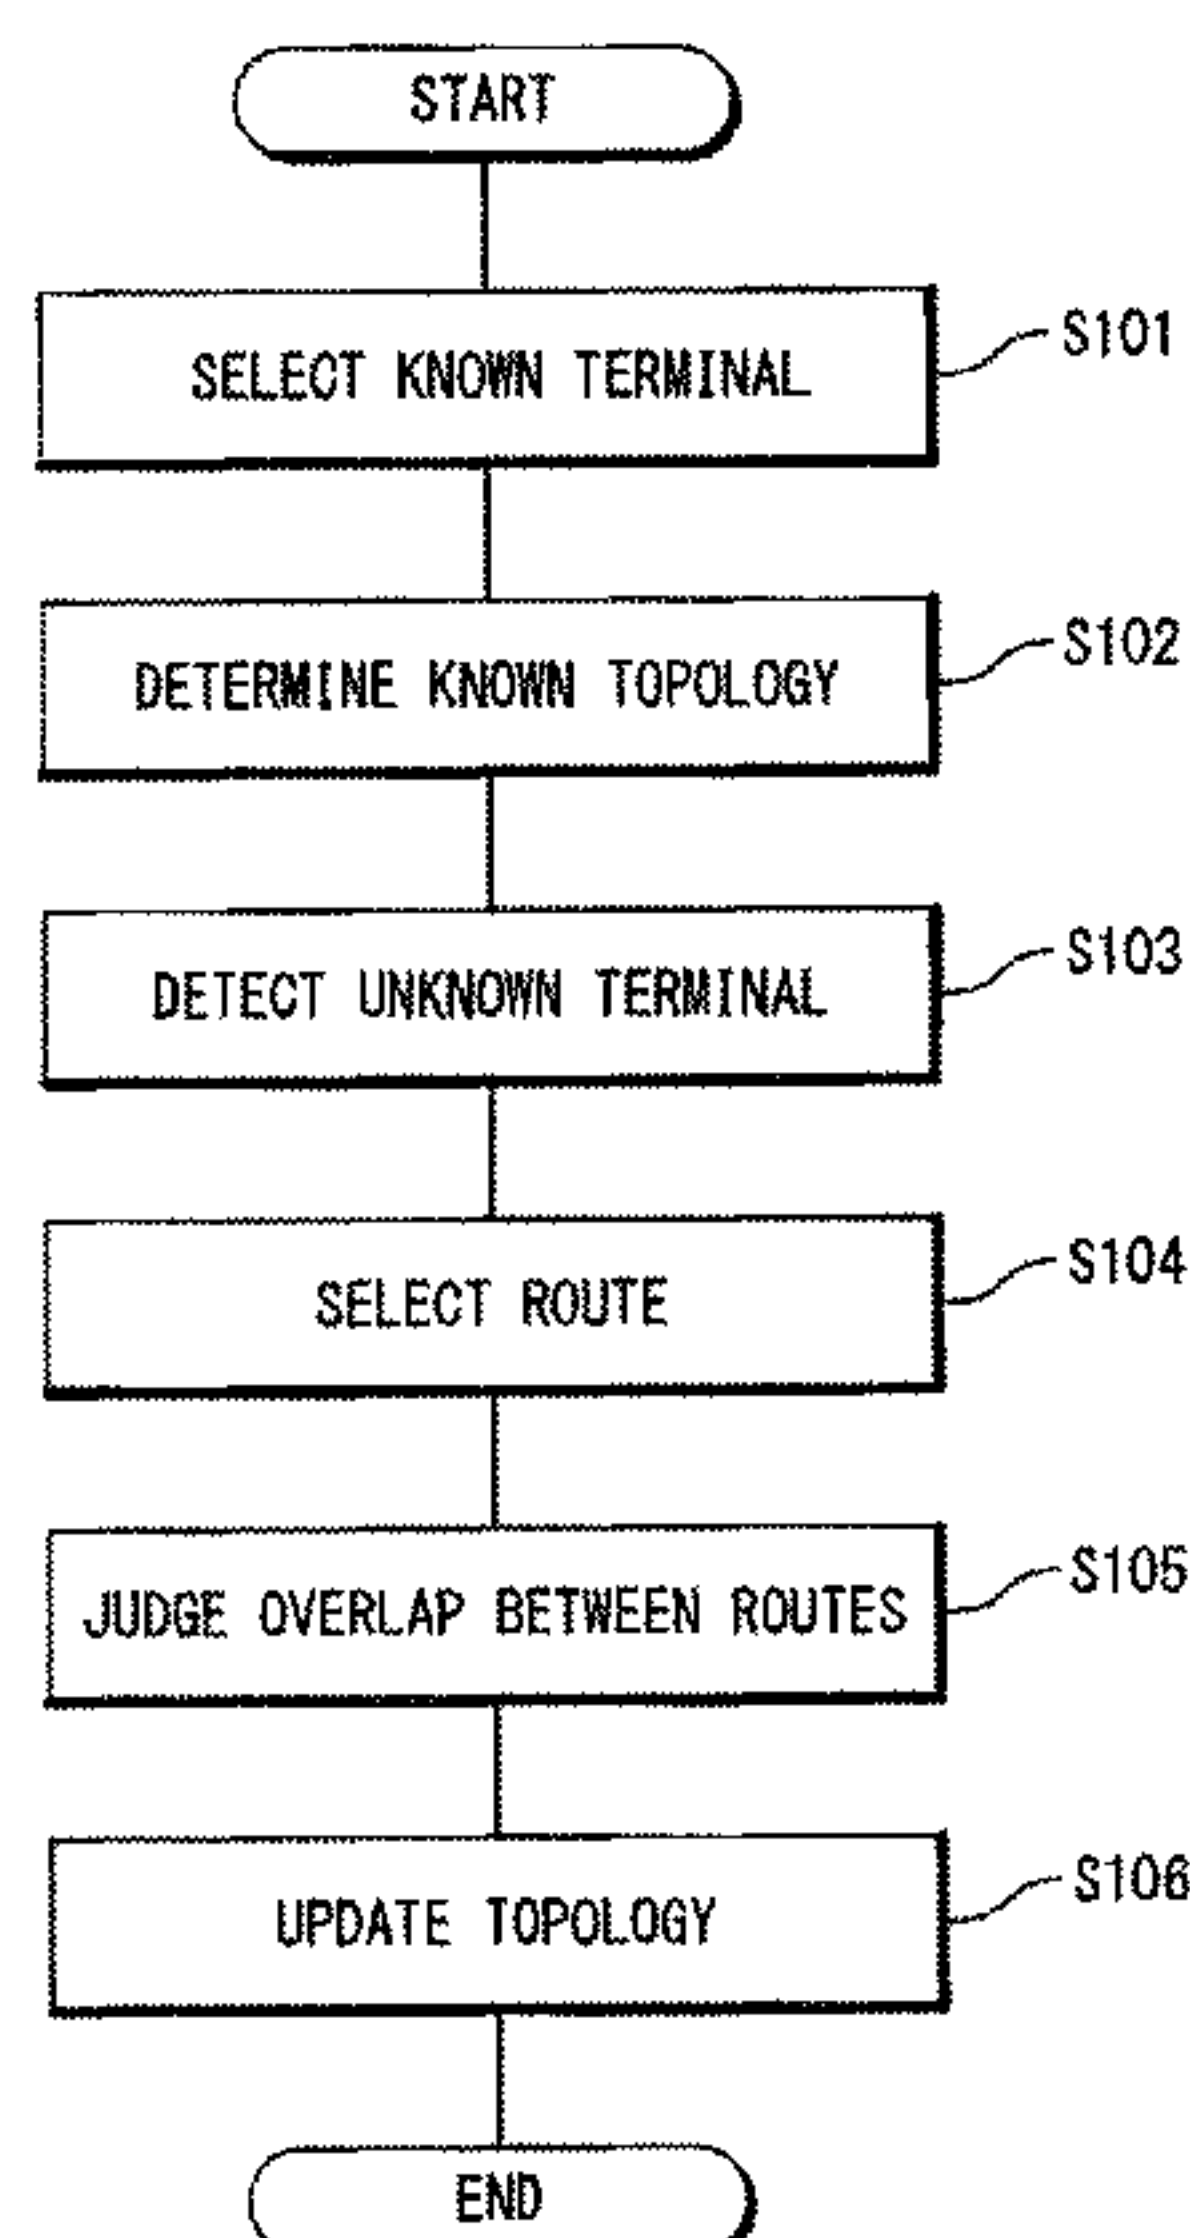 START
SELECT KNOWN TERMINAL
S101
DETERMINE KNOWN TOPOLOGY
S102
DETECT UNKNOWN TERMINAL
S103
SELECT ROUTE
S104
JUDGE OVERLAP BETWEEN ROUTES
S105
UPDATE TOPOLOGY
S106
END